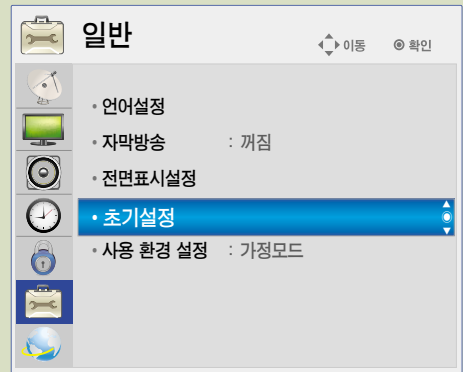 일반
이동 확인
• 언어설정
• 자막방송 : 꺼짐
• 전면표시설정
• 초기설정
• 사용 환경 설정 : 가정모드